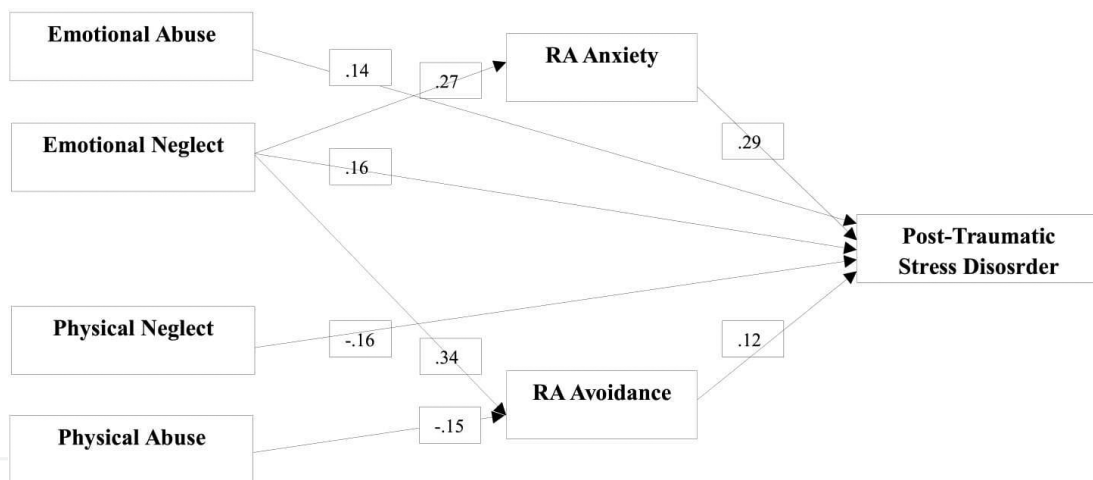 Emotional Abuse
.14
.27
RA Anxiety
Emotional Neglect
.16
.29
Post-Traumatic
Stress Disosrder
Physical Neglect
-.16
.34
.12
RA Avoidance
Physical Abuse
-.15